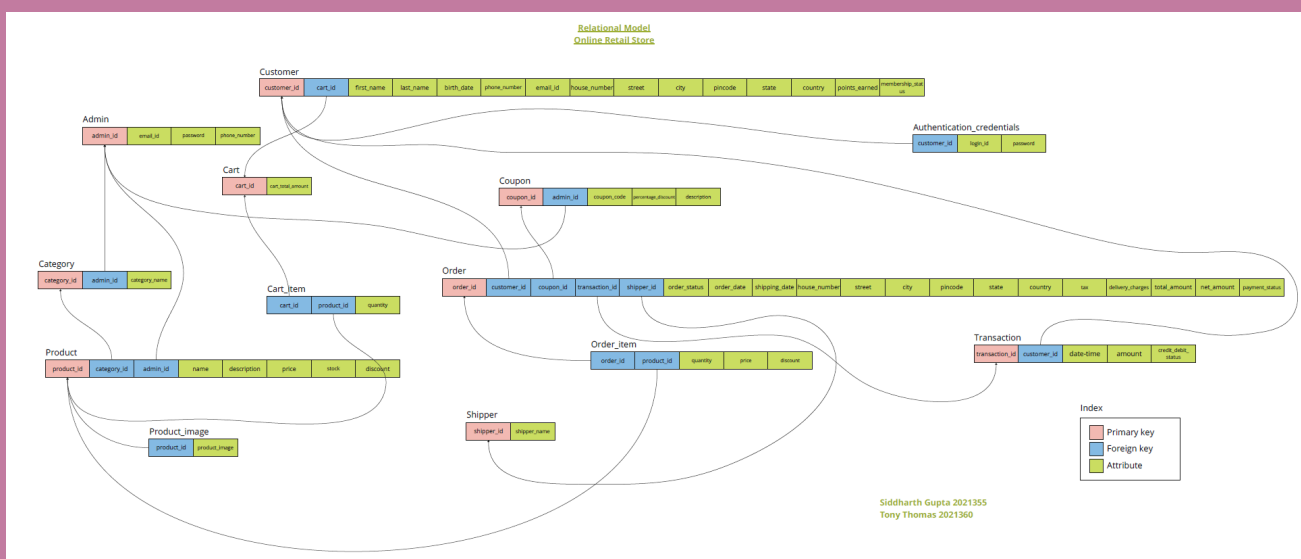 Relational Model
Online Retail Store
Customer
customer_id cart_id first_name last_name birth_date phone_number email_id house_number street city pincode state country points_earned membership_status
Admin
admin_id email_id password phone_number
Authentication_credentials
customer_id login_id password
Cart
cart_id cart_total_amount
Coupon
coupon_id admin_id coupon_code percentage_discount description
Category
category_id admin_id category_name
Order
order_id customer_id coupon_id transaction_id shipper_id order_status order_date shipping_date house_number street city pincode state country tax delivery_charges total_amount net_amount payment_status
Cart_item
cart_id product_id quantity
Product
product_id category_id admin_id name description price stock discount
Order_item
order_id product_id quantity price discount
Transaction
transaction_id customer_id date-time amount credit_debit_status
Product_image
product_id product_image
Shipper
shipper_id shipper_name
Index
Primary key
Foreign key
Attribute
Siddharth Gupta 2021355
Tony Thomas 2021360